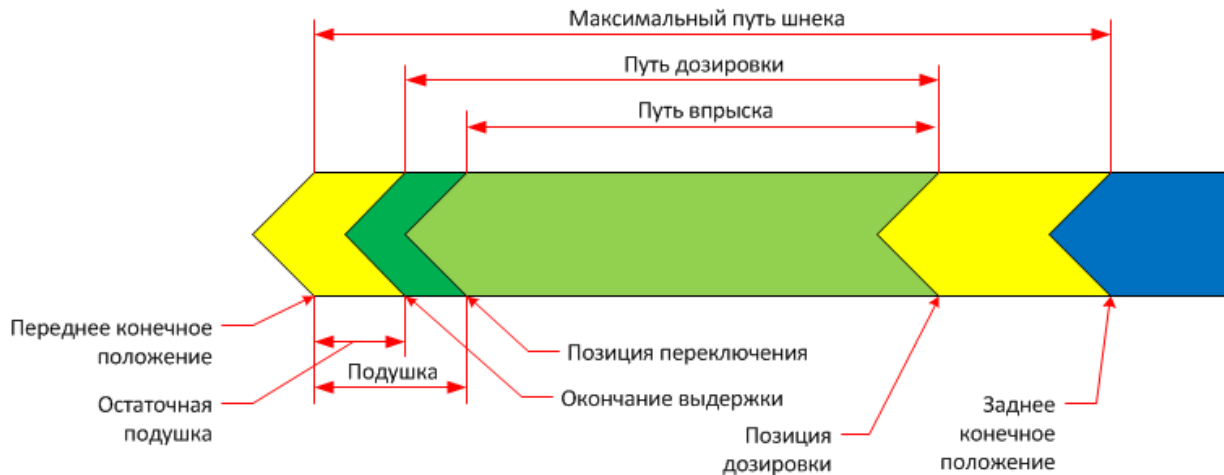 Максимальный путь шнека
Путь дозировки
Путь впрыска
Переднее конечное
положение
Остаточная
подушка
Подушка
Позиция переключения
Окончание выдержки
Позиция
дозировки
Заднее
конечное
положение